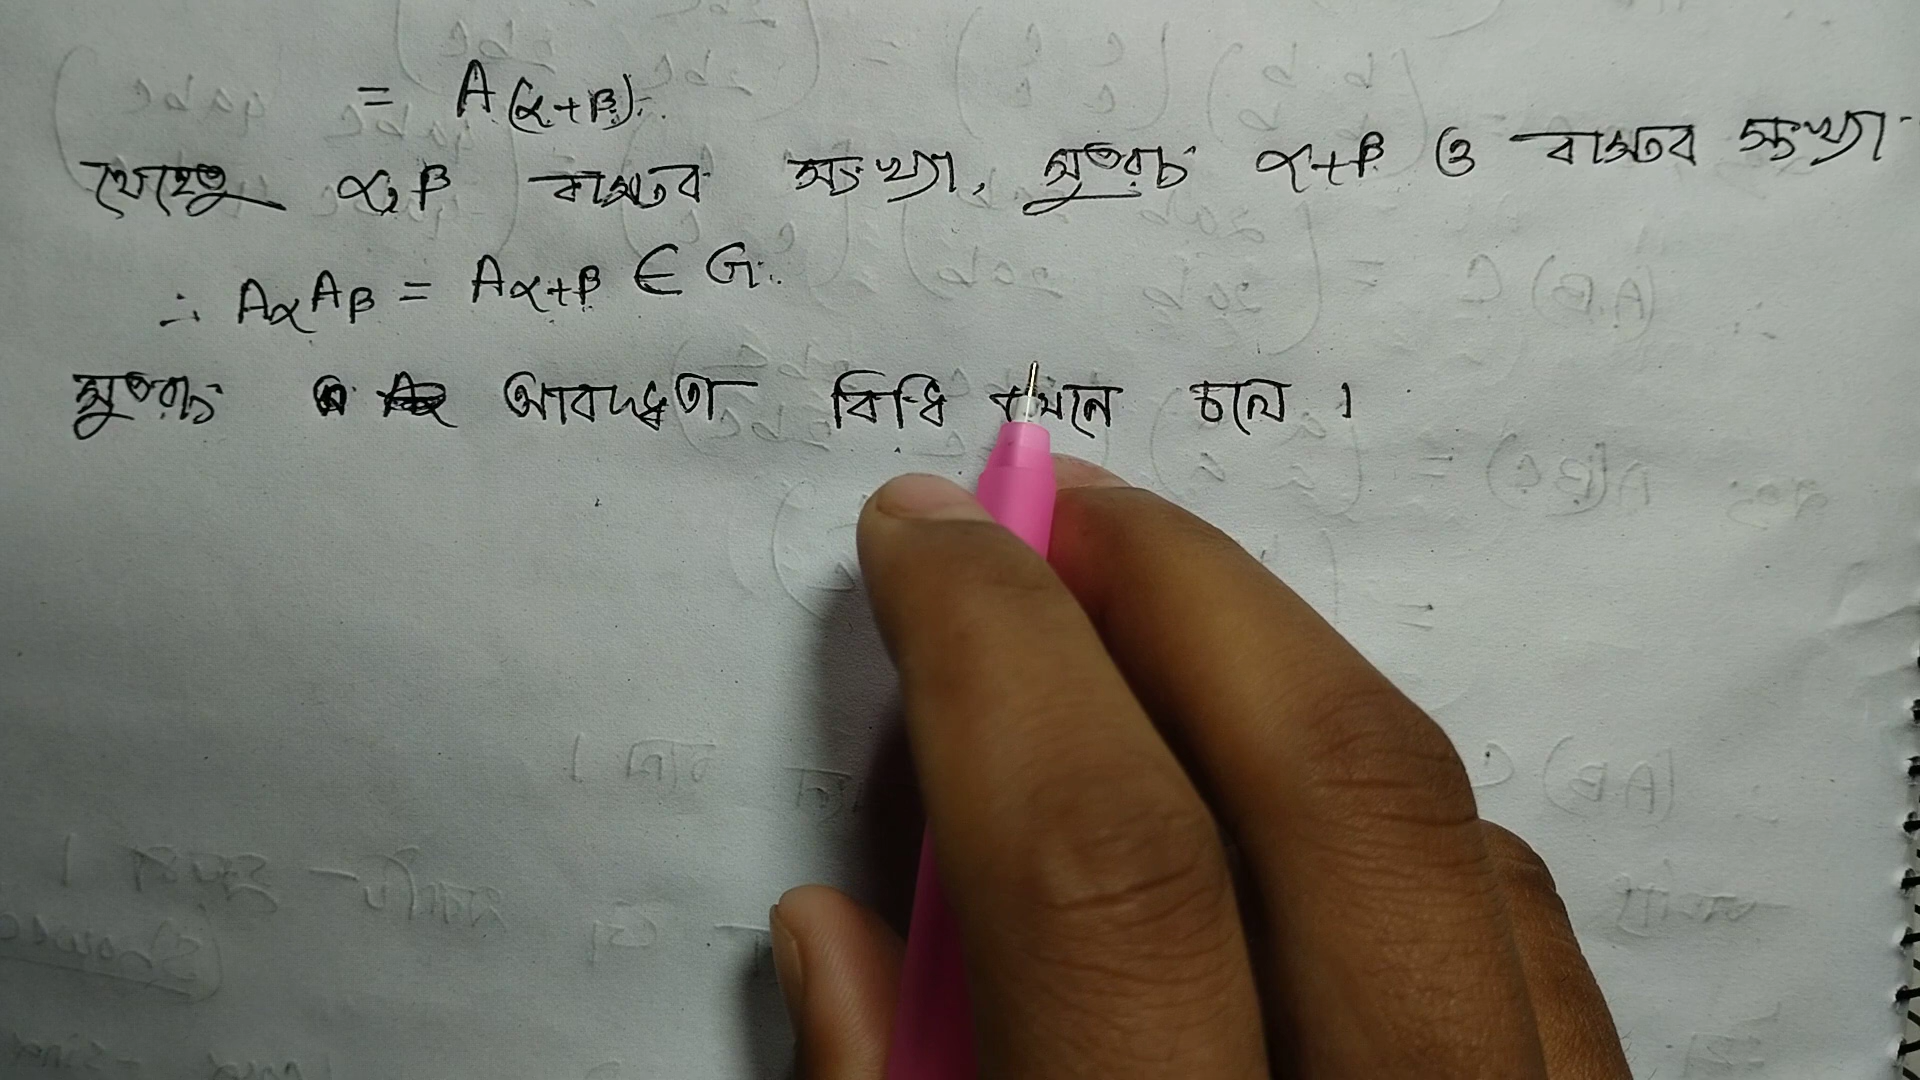 = A(α+β)
যেহেতু α, β বাস্তব সংখ্যা, সুতরাং α+β ও বাস্তব সংখ্যা
∴ AαAβ = Aα+β ∈ G.
সুতরাং আবদ্ধতা বিধি মেনে চলে।